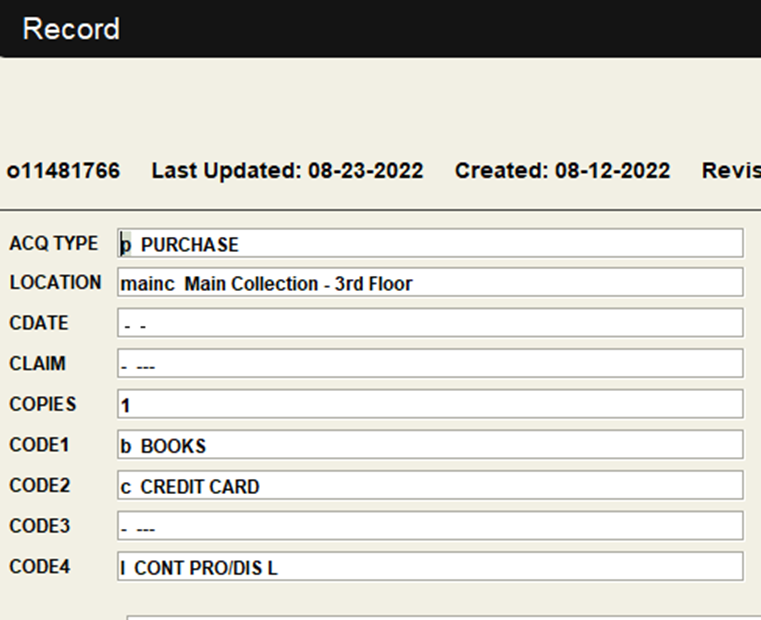 Record
o11481766 Last Updated: 08-23-2022 Created: 08-12-2022 Revis
ACQ TYPE p PURCHASE
LOCATION mainc Main Collection - 3rd Floor
CDATE - -
CLAIM - ---
COPIES 1
CODE1 b BOOKS
CODE2 c CREDIT CARD
CODE3 - ---
CODE4 l CONT PRO/DIS L